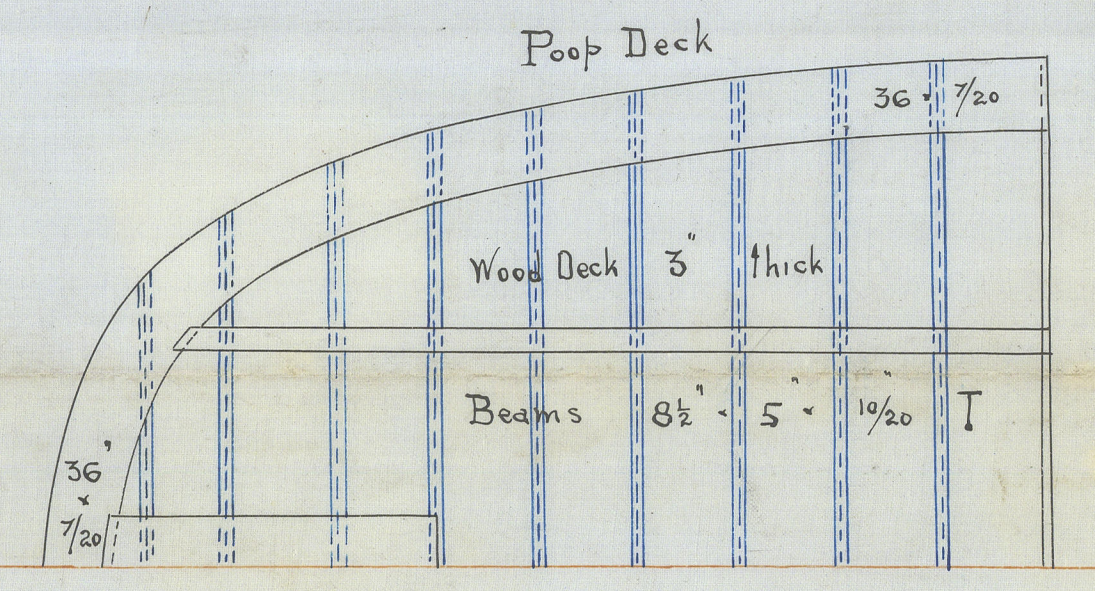 Poop Deck
36 × 7/20
Wood Deck 3" thick
Beams 8½" × 5" × 10/20" T
36"
×
7/20